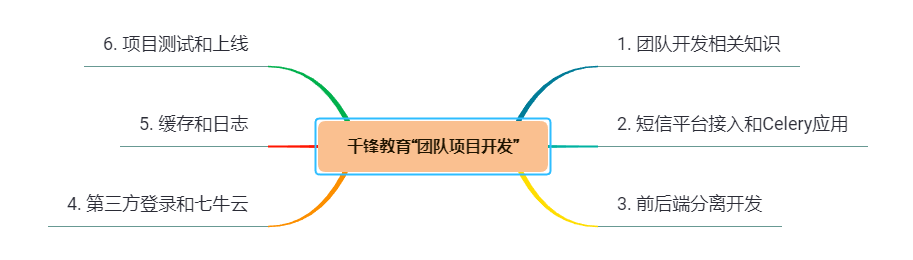 千锋教育“团队项目开发”
1. 团队开发相关知识
2. 短信平台接入和Celery应用
3. 前后端分离开发
4. 第三方登录和七牛云
5. 缓存和日志
6. 项目测试和上线